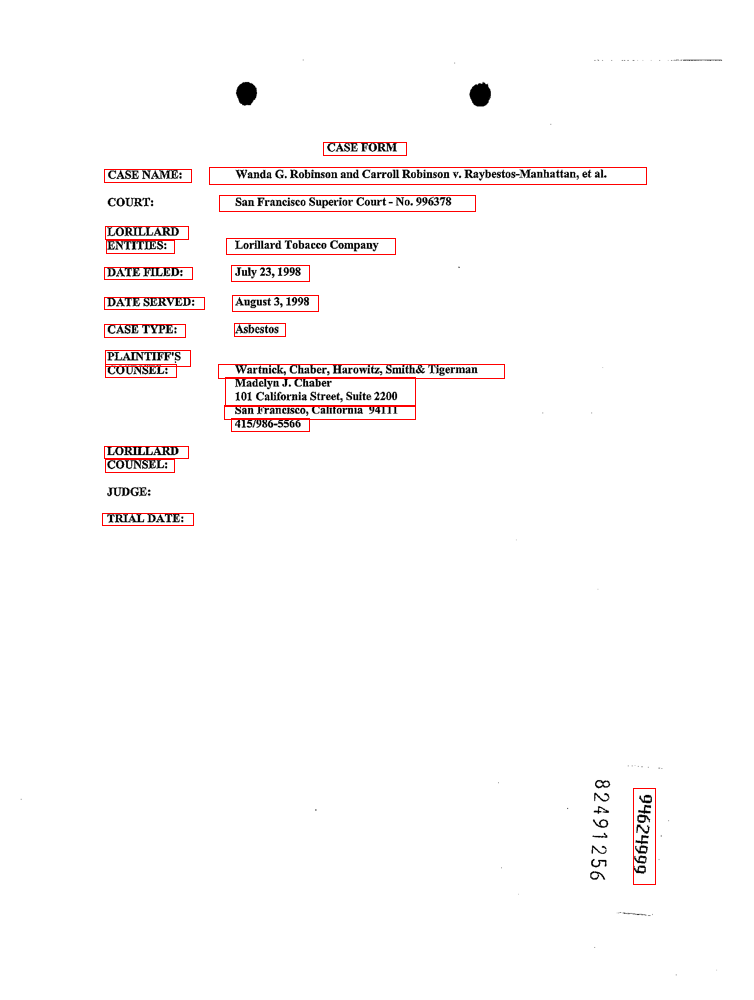 CASE FORM
CASE NAME: Wanda G. Robinson and Carroll Robinson v. Raybestos-Manhattan, et al.
COURT: San Francisco Superior Court - No. 996378
LORILLARD
ENTITIES: Lorillard Tobacco Company
DATE FILED: July 23, 1998
DATE SERVED: August 3, 1998
CASE TYPE: Asbestos
PLAINTIFF'S
COUNSEL: Wartnick, Chaber, Harowitz, Smith& Tigerman
Madelyn J. Chaber
101 California Street, Suite 2200
San Francisco, California 94111
415/986-5566
LORILLARD
COUNSEL:
JUDGE:
TRIAL DATE:
94624999
82491256